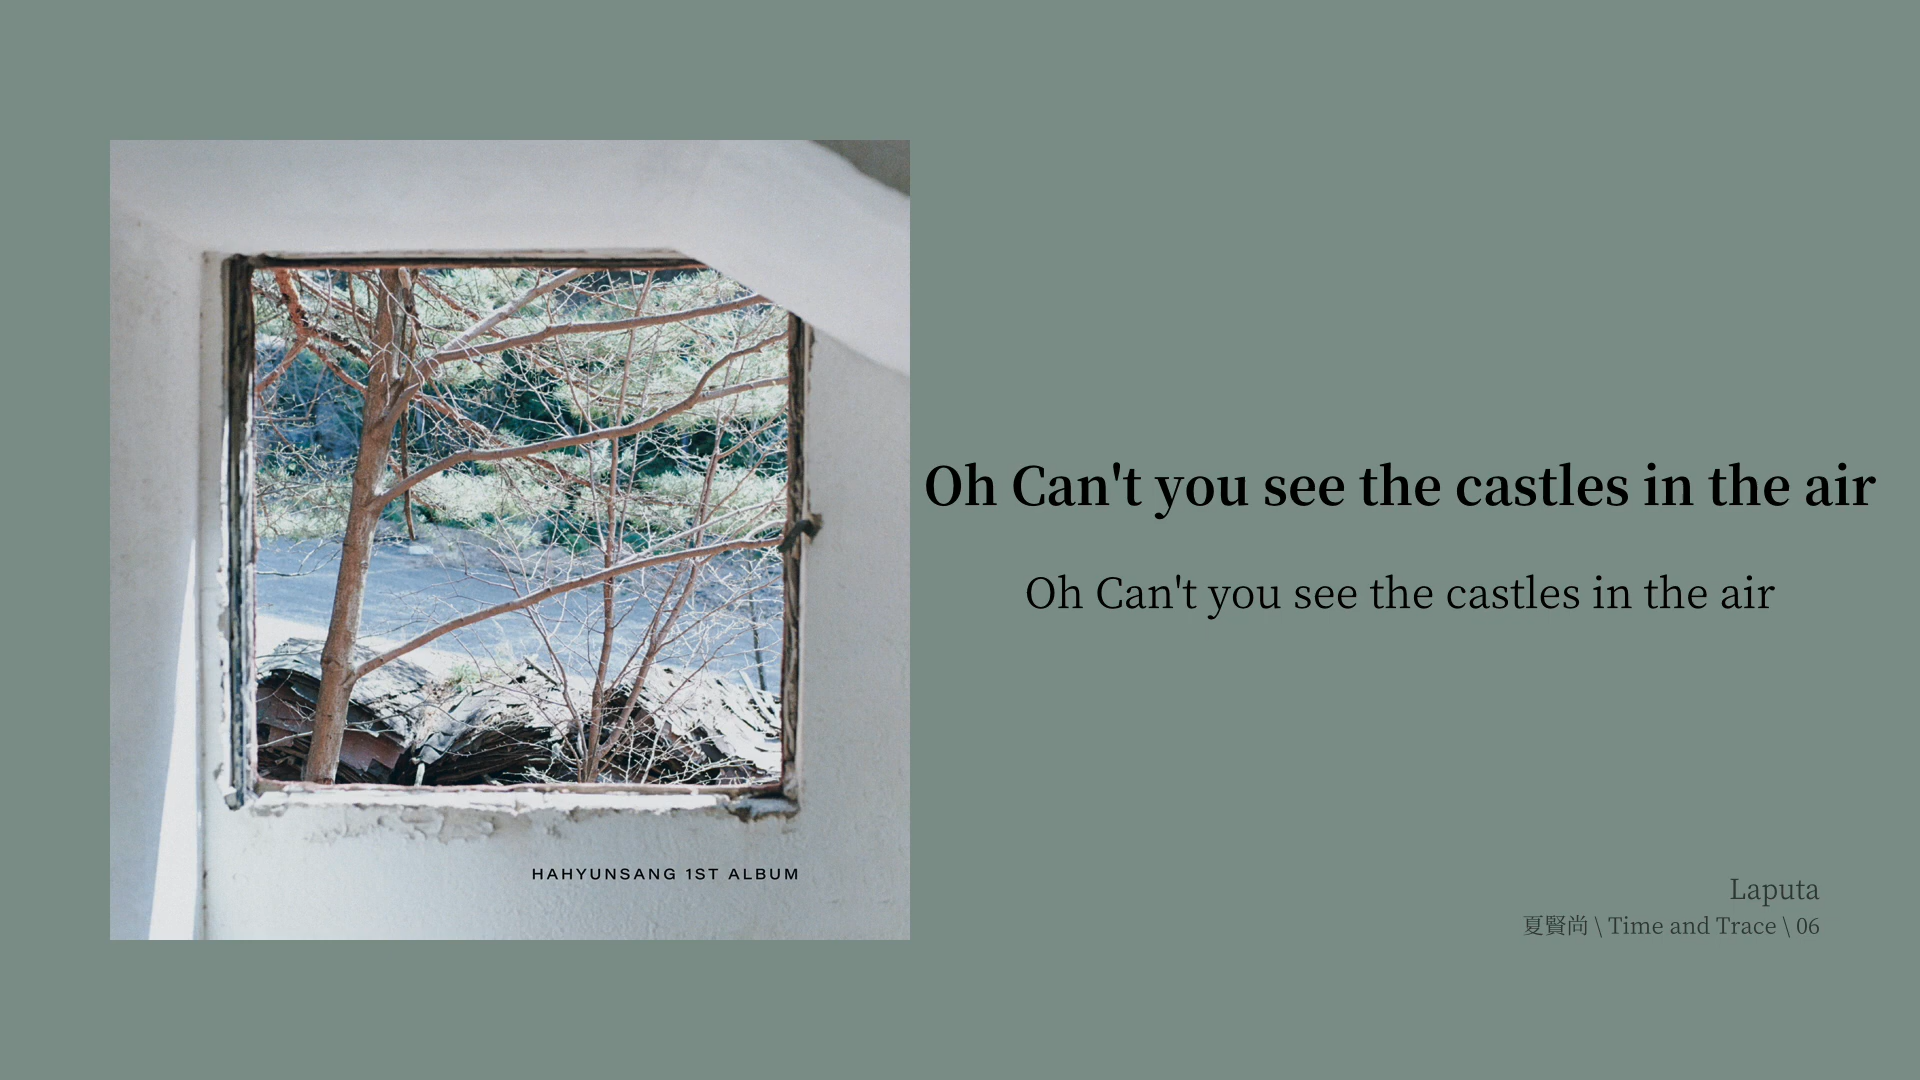 Oh Can't you see the castles in the air
Oh Can't you see the castles in the air
HAHYUNSANG 1ST ALBUM
Laputa
夏賢尚 \ Time and Trace \ 06